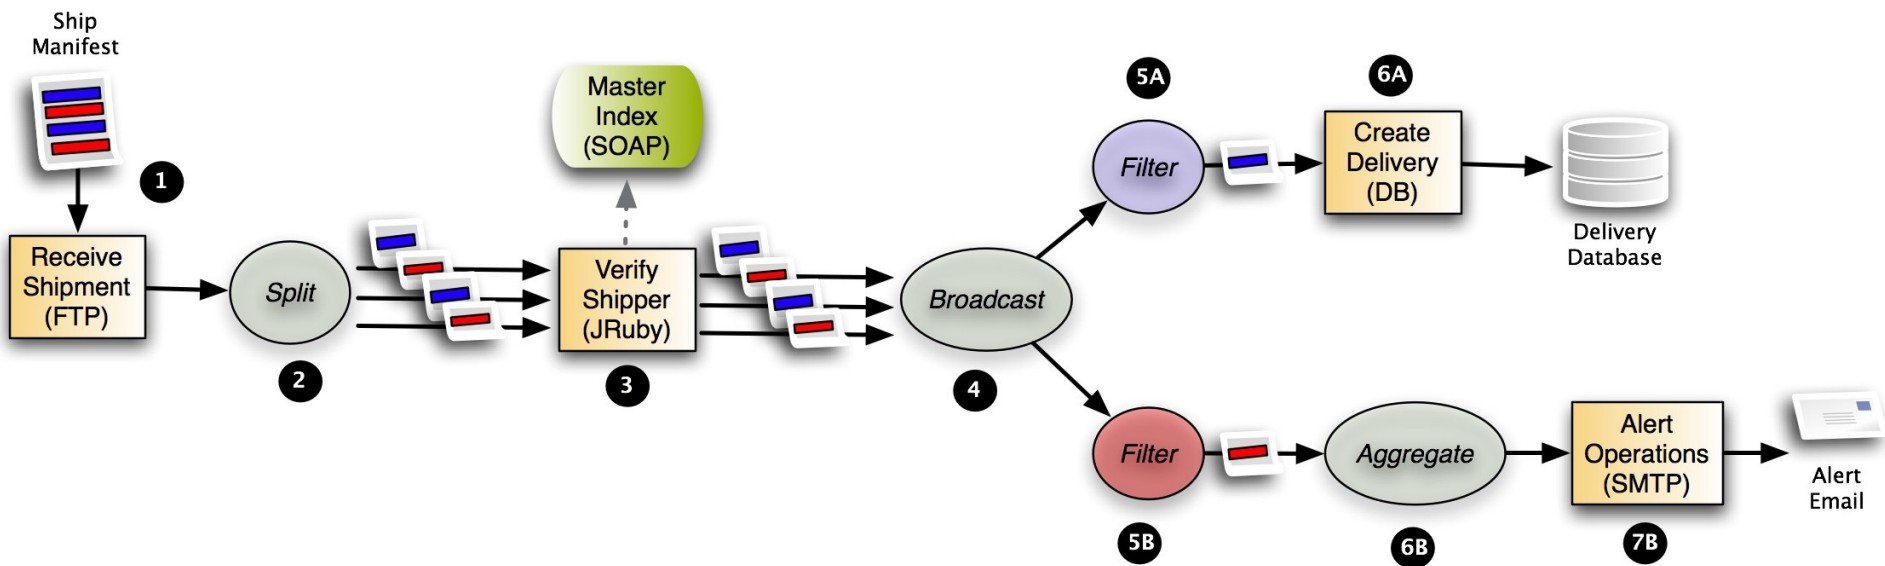 Ship
Manifest
1
Receive
Shipment
(FTP)
Split
2
Master
Index
(SOAP)
Verify
Shipper
(JRuby)
3
Broadcast
4
5A
Filter
6A
Create
Delivery
(DB)
Delivery
Database
Filter
5B
Aggregate
6B
Alert
Operations
(SMTP)
7B
Alert
Email